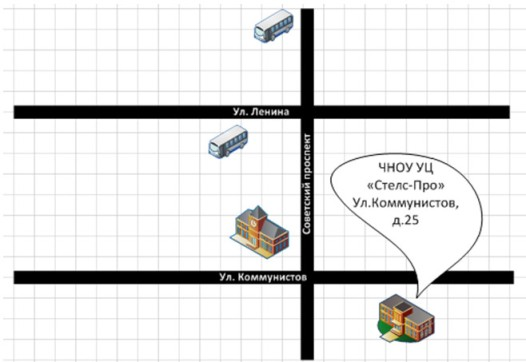 Ул. Ленина
Советский проспект
ЧНОУ УЦ
«Стелс-Про»
Ул.Коммунистов,
д.25
Ул. Коммунистов